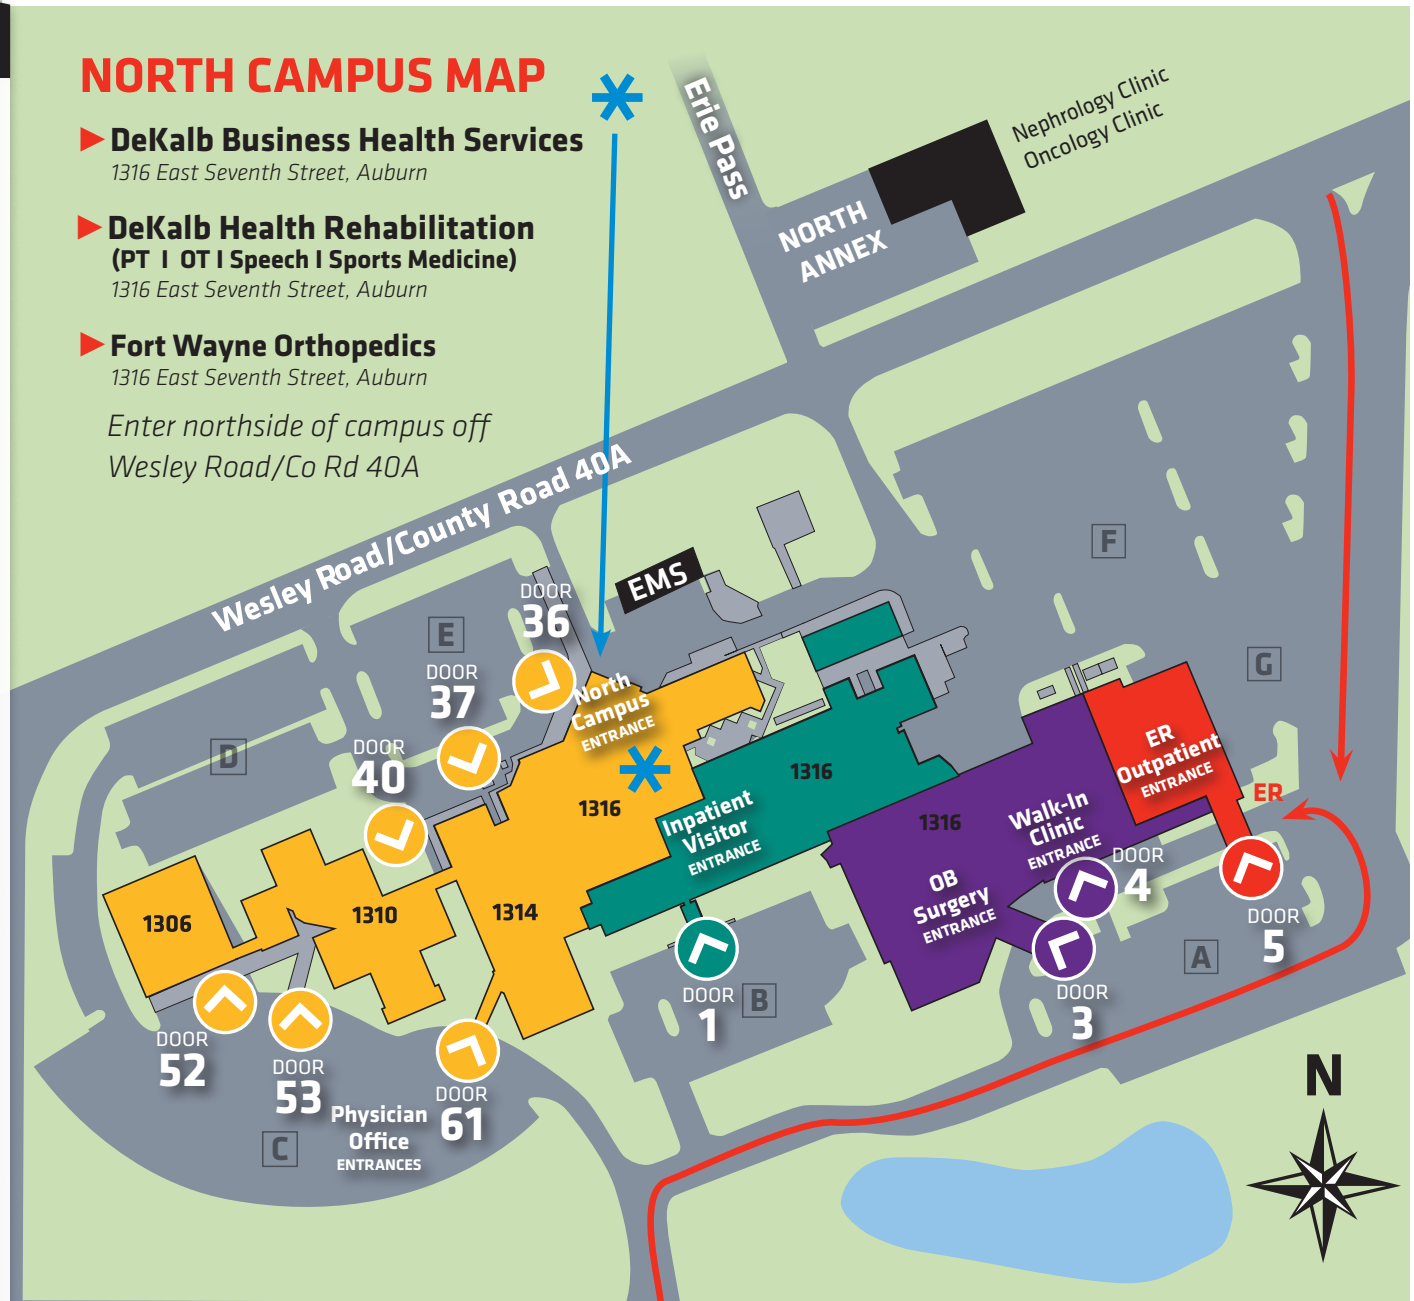 NORTH CAMPUS MAP
DeKalb Business Health Services
1316 East Seventh Street, Auburn
DeKalb Health Rehabilitation
(PT I OT I Speech I Sports Medicine)
1316 East Seventh Street, Auburn
Fort Wayne Orthopedics
1316 East Seventh Street, Auburn
Enter northside of campus off
Wesley Road/Co Rd 40A
Erie Pass
Nephrology Clinic
Oncology Clinic
NORTH
ANNEX
Wesley Road/County Road 40A
EMS
F
E
G
D
DOOR
36
DOOR
37
DOOR
40
North
Campus
ENTRANCE
1316
1316
Inpatient
Visitor
ENTRANCE
1316
Walk-In
Clinic
ENTRANCE
ER
Outpatient
ENTRANCE
ER
OB
Surgery
ENTRANCE
DOOR
4
DOOR
5
DOOR
3
A
1306
1310
1314
DOOR
1
B
DOOR
52
DOOR
53
DOOR
61
Physician
Office
ENTRANCES
C
N